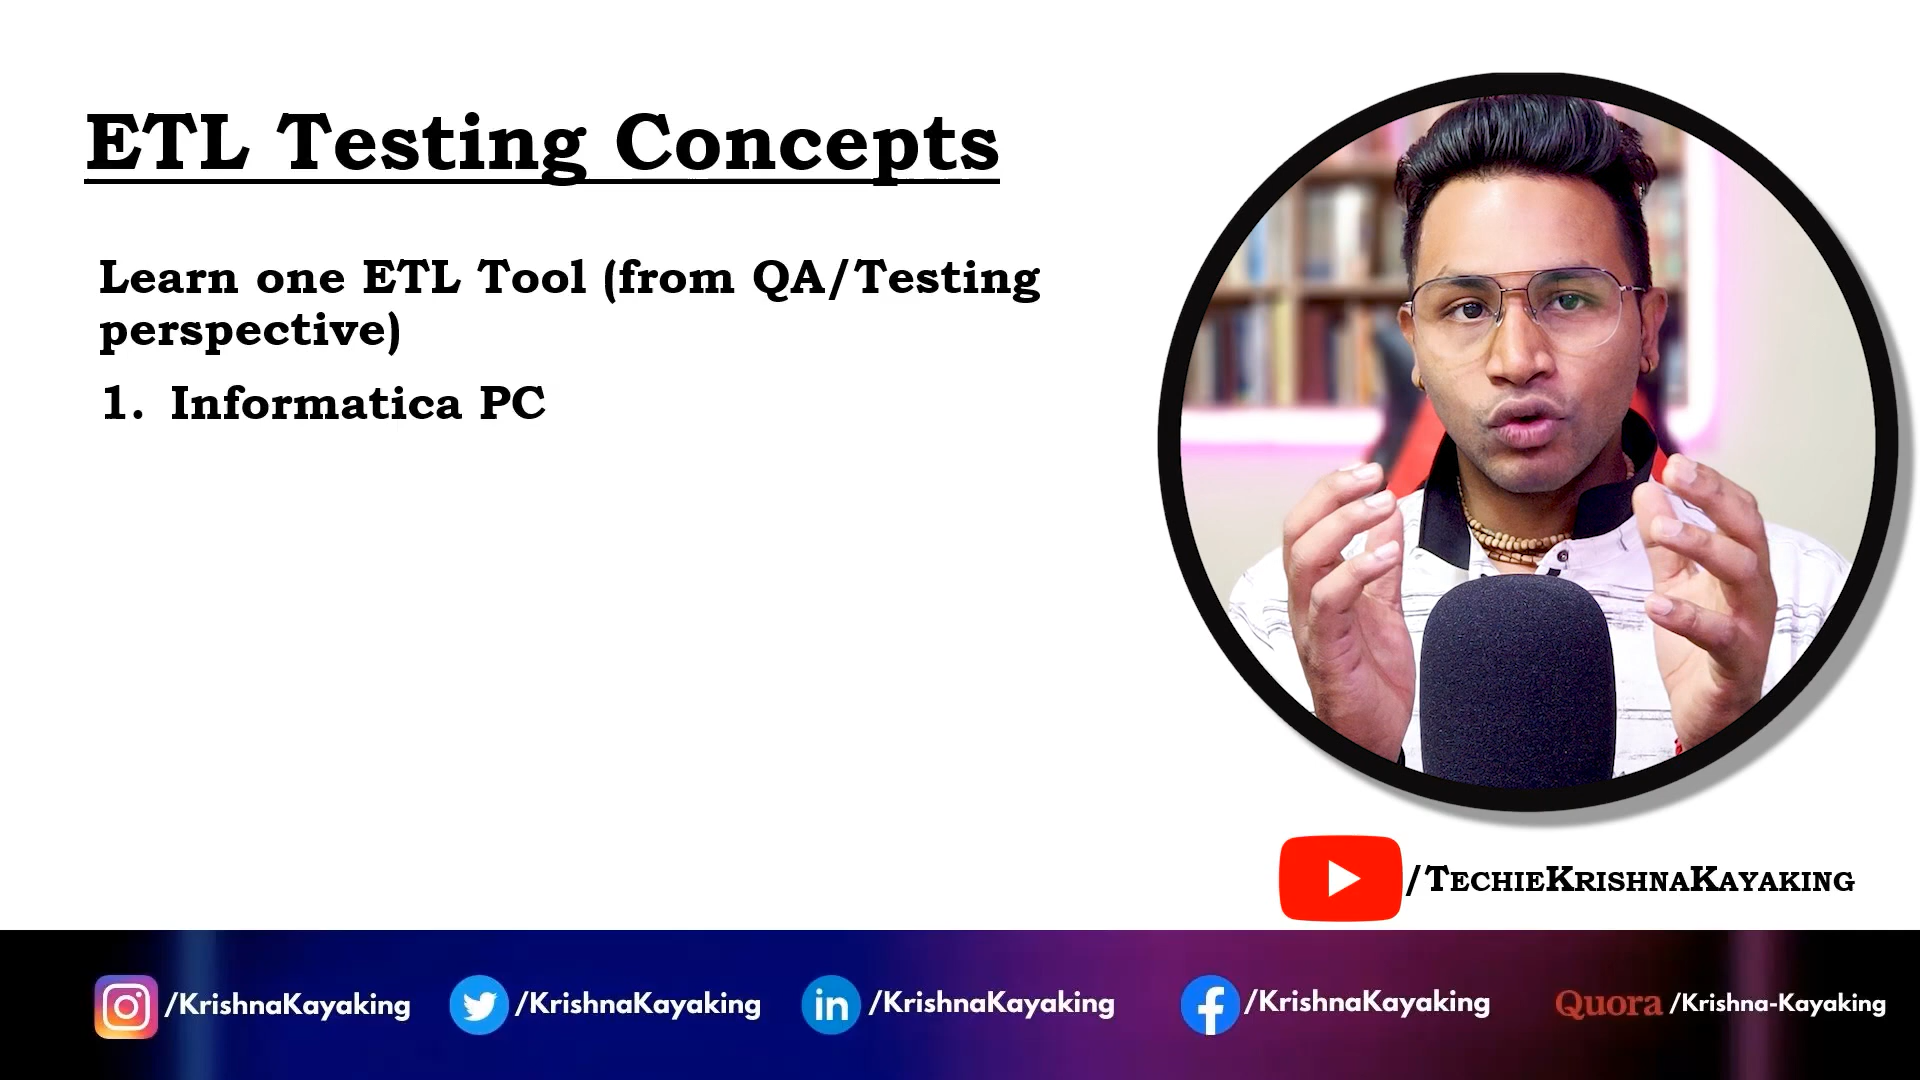 ETL Testing Concepts
Learn one ETL Tool (from QA/Testing
perspective)
1. Informatica PC
/TechieKrishnaKayaking
/KrishnaKayaking
/KrishnaKayaking
in /KrishnaKayaking
/KrishnaKayaking
Quora /Krishna-Kayaking